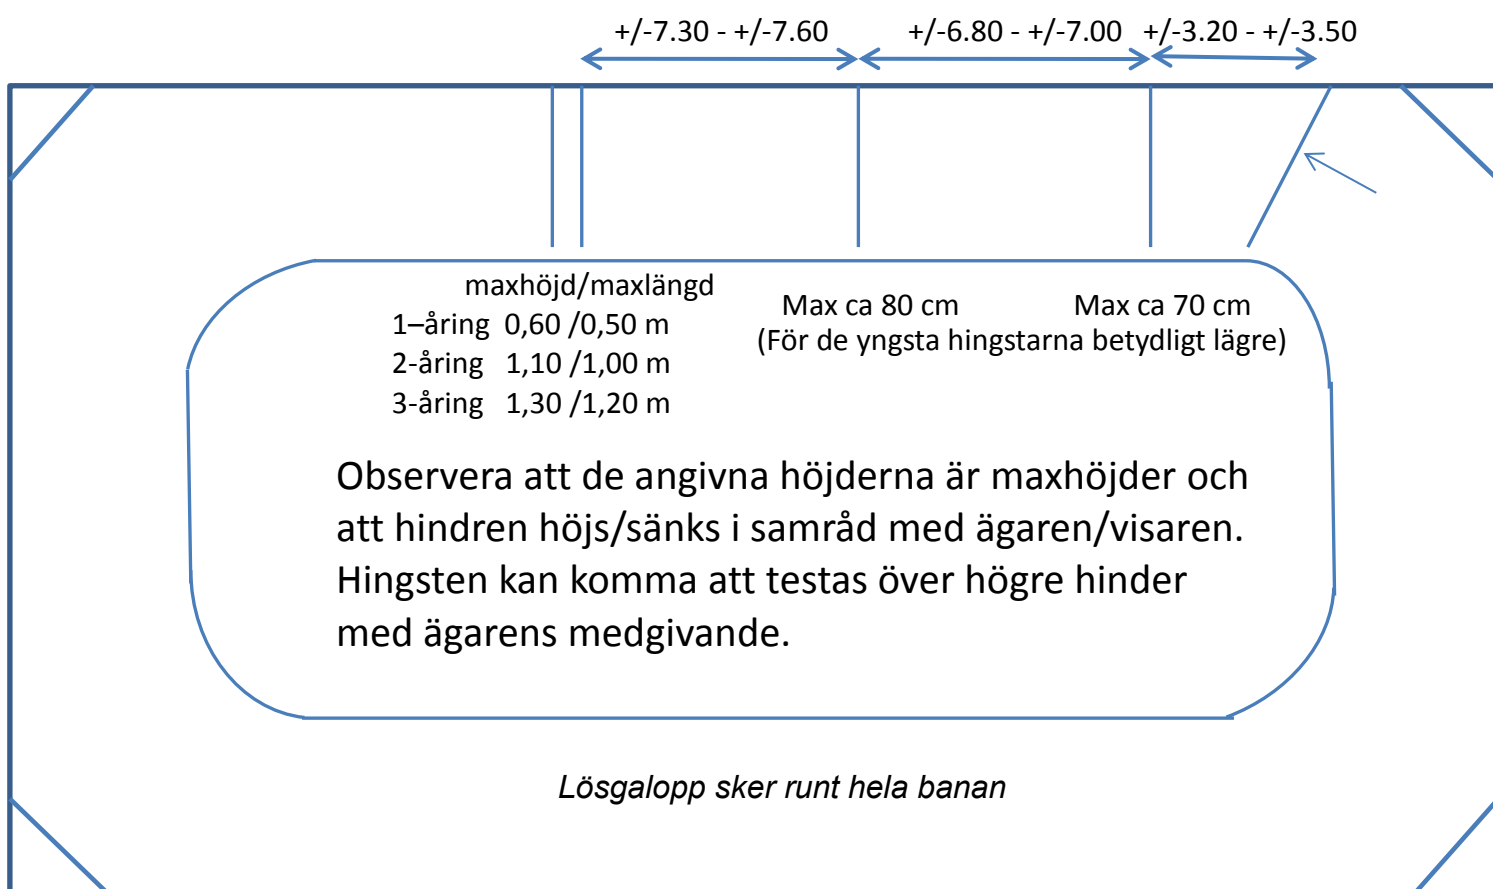 +/-7.30 - +/-7.60 +/-6.80 - +/-7.00 +/-3.20 - +/-3.50
maxhöjd/maxlängd
1–åring 0,60 /0,50 m
2-åring 1,10 /1,00 m
3-åring 1,30 /1,20 m
Max ca 80 cm Max ca 70 cm
(För de yngsta hingstarna betydligt lägre)
Observera att de angivna höjderna är maxhöjder och
att hindren höjs/sänks i samråd med ägaren/visaren.
Hingsten kan komma att testas över högre hinder
med ägarens medgivande.
Lösgalopp sker runt hela banan